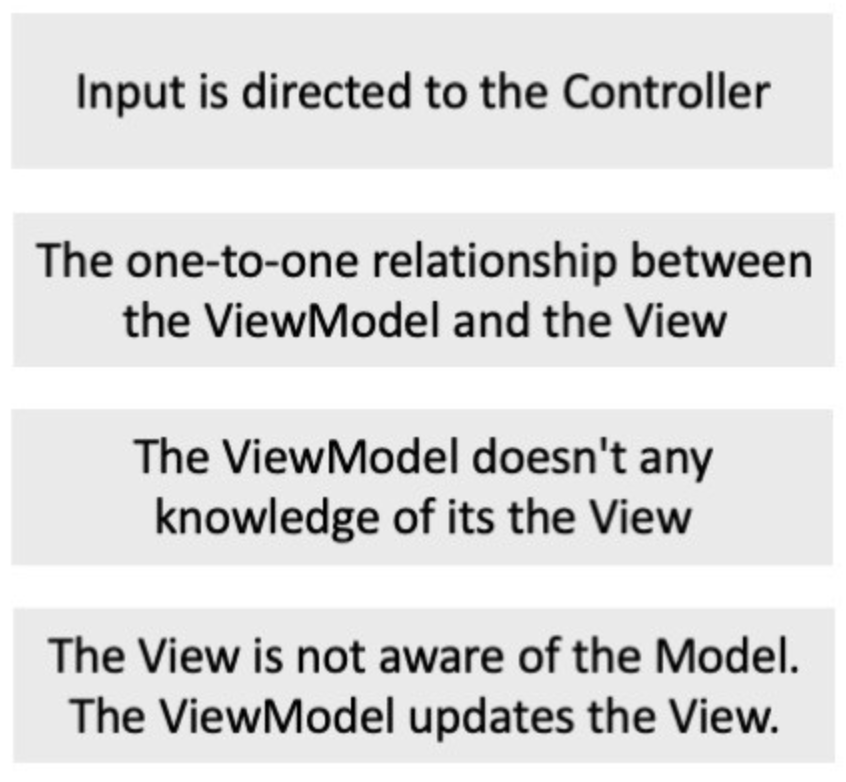 Input is directed to the Controller
The one-to-one relationship between
the ViewModel and the View
The ViewModel doesn't any
knowledge of its the View
The View is not aware of the Model.
The ViewModel updates the View.